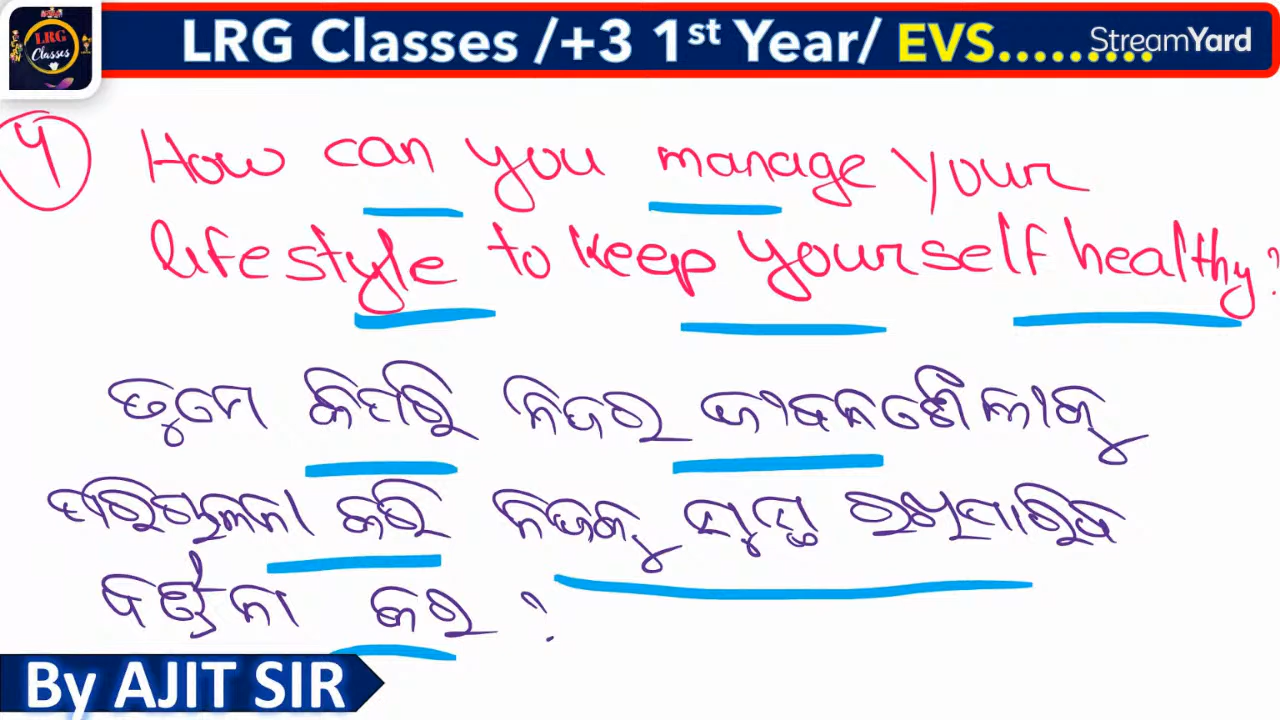 LRG Classes
LRG Classes /+3 1st Year/ EVS.........
StreamYard
4 How can you manage your
lifestyle to keep yourself healthy?
ତୁମେ କିପରି ନିଜର ଜୀବନଶୈଳୀକୁ
ପରିଚାଳନା କରି ନିଜକୁ ସୁସ୍ଥ ରଖିପାରିବ
ବର୍ଣ୍ଣନା କର ?
By AJIT SIR